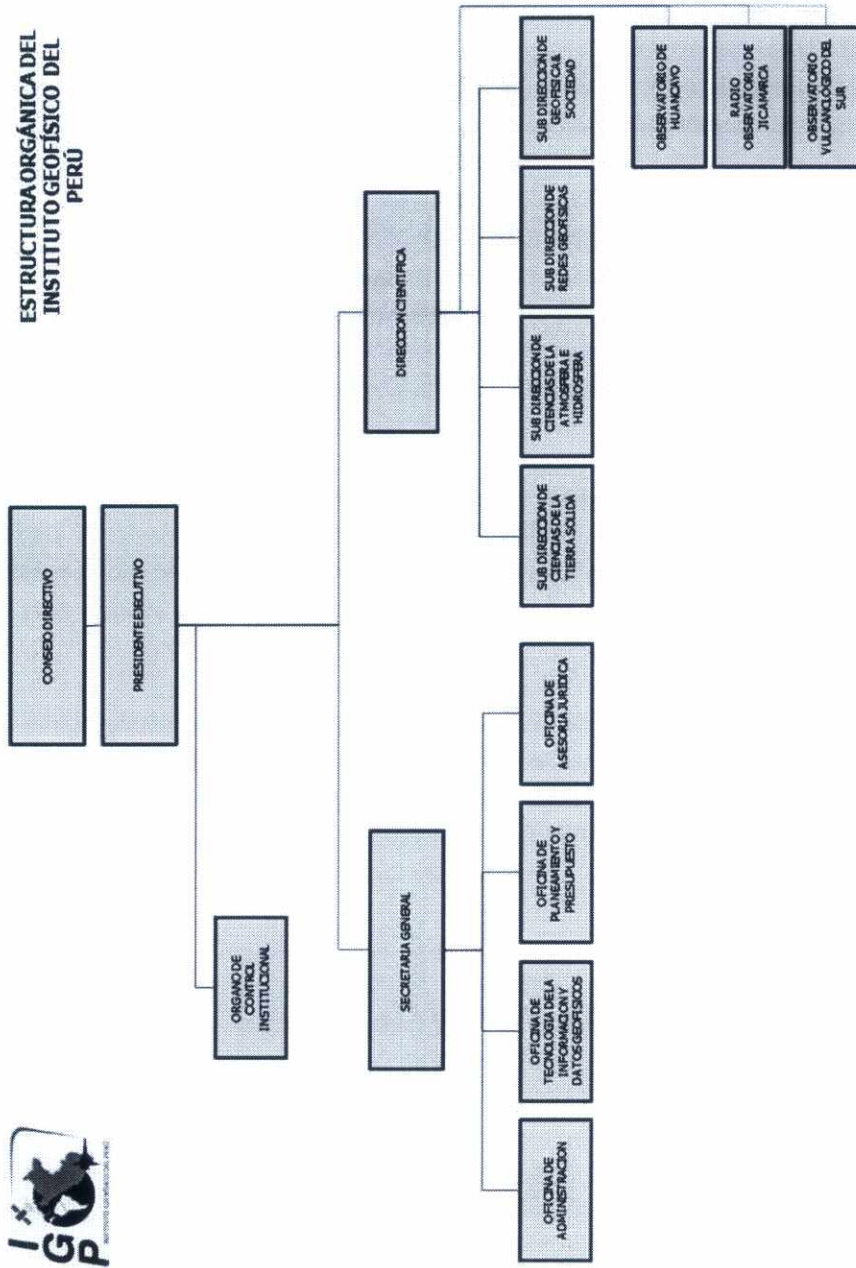 I
G
P
ESTRUCTURA ORGÁNICA DEL
INSTITUTO GEOFÍSICO DEL
PERÚ
CONSEJO DIRECTIVO
PRESIDENTE EJECUTIVO
ORGANO DE
CONTROL
INSTITUCIONAL
SECRETARIA GENERAL
DIRECCION CIENTIFICA
OFICINA DE
ADMINISTRACION
OFICINA DE
TECNOLOGIA DE LA
INFORMACION Y
DATOS GEOFISICOS
OFICINA DE
PLANEAMIENTO Y
PRESUPUESTO
OFICINA DE
ASESORIA JURIDICA
SUB DIRECCION DE
CIENCIAS DE LA
TIERRA SOLIDA
SUB DIRECCION DE
CIENCIAS DE LA
ATMOSFERA E
HIDROSFERA
SUB DIRECCION DE
REDES GEOFISICAS
SUB DIRECCION DE
GEOFISICA &
SOCIEDAD
OBSERVATORIO DE
HUANCAYO
RADIO
OBSERVATORIO DE
JICAMARCA
OBSERVATORIO
VULCANOLÓGICO DEL
SUR